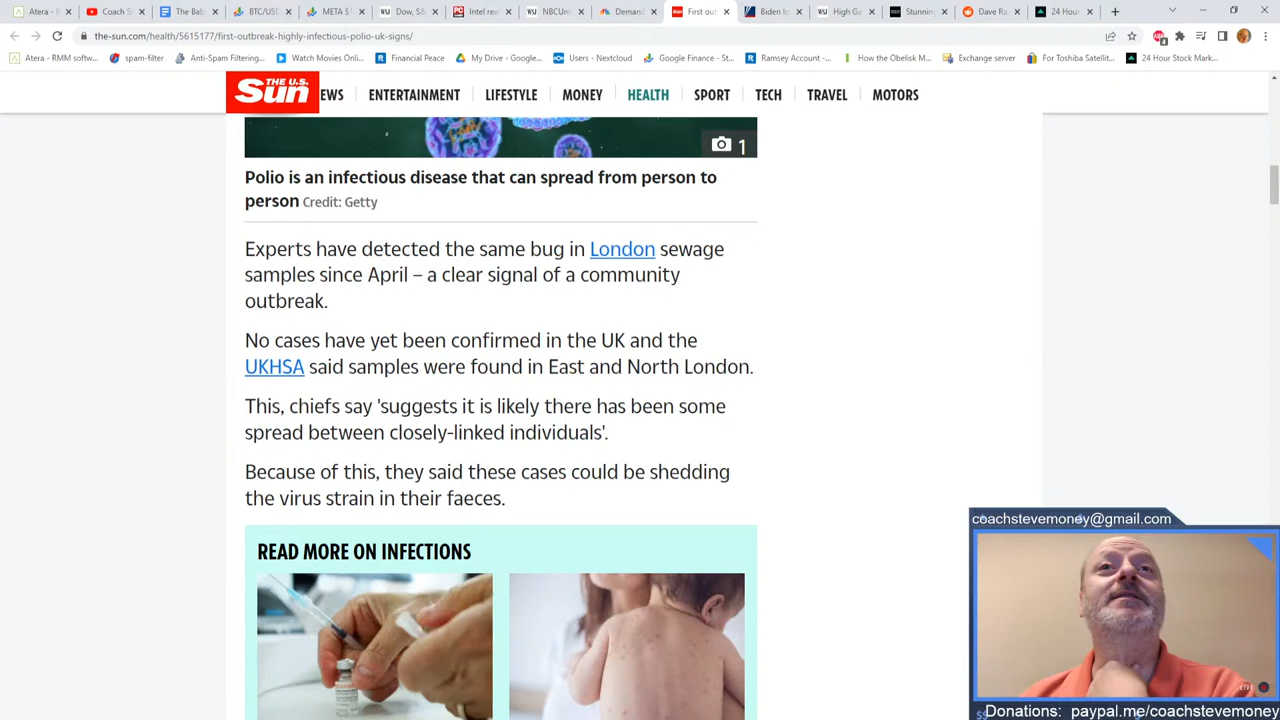 Atera - F
Coach S
The Bab
BTC/USD
META $
Dow, S&
Intel rea
NBCUn
Demand
First out
Biden lo
High Ga
Stunning
Dave Ra
24 Hour
the-sun.com/health/5615177/first-outbreak-highly-infectious-polio-uk-signs/
Atera - RMM softw...
spam-filter
Anti-Spam Filtering...
Watch Movies Onli...
Financial Peace
My Drive - Google...
Users - Nextcloud
Google Finance - St...
Ramsey Account -...
How the Obelisk M...
Exchange server
For Toshiba Satellit...
24 Hour Stock Mark...
THE U.S.
Sun
EWS
ENTERTAINMENT
LIFESTYLE
MONEY
HEALTH
SPORT
TECH
TRAVEL
MOTORS
1
Polio is an infectious disease that can spread from person to
person Credit: Getty
Experts have detected the same bug in London sewage
samples since April – a clear signal of a community
outbreak.
No cases have yet been confirmed in the UK and the
UKHSA said samples were found in East and North London.
This, chiefs say 'suggests it is likely there has been some
spread between closely-linked individuals'.
Because of this, they said these cases could be shedding
the virus strain in their faeces.
READ MORE ON INFECTIONS
coachstevemoney@gmail.com
LIVE
Donations: paypal.me/coachstevemoney